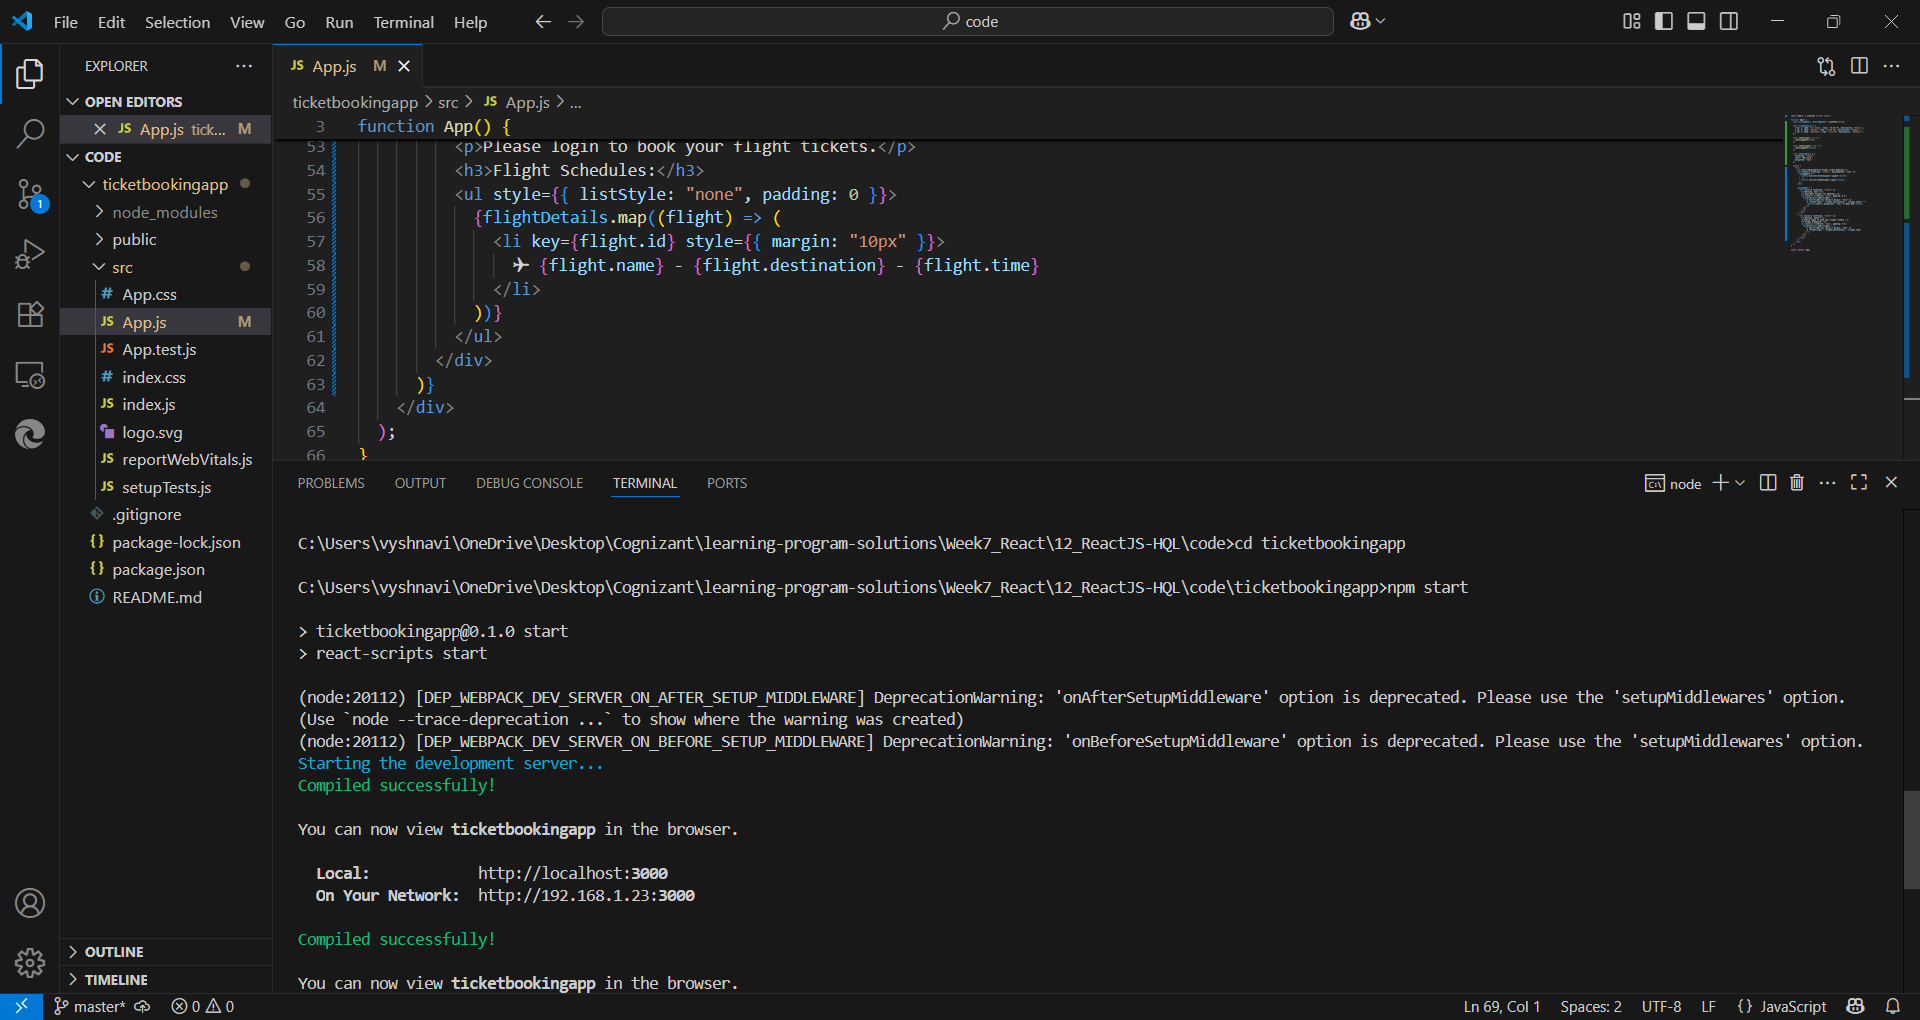 File Edit Selection View Go Run Terminal Help
code
EXPLORER
OPEN EDITORS
JS App.js tick... M
CODE
ticketbookingapp
node_modules
public
src
# App.css
JS App.js M
JS App.test.js
# index.css
JS index.js
logo.svg
JS reportWebVitals.js
JS setupTests.js
.gitignore
{} package-lock.json
{} package.json
README.md
OUTLINE
TIMELINE
1
JS App.js M
ticketbookingapp > src > JS App.js > ...
3 function App() {
53 <p>Please login to book your flight tickets.</p>
54 <h3>Flight Schedules:</h3>
55 <ul style={{ listStyle: "none", padding: 0 }}>
56 {flightDetails.map((flight) => (
57 <li key={flight.id} style={{ margin: "10px" }}>
58 ✈ {flight.name} - {flight.destination} - {flight.time}
59 </li>
60 ))}
61 </ul>
62 </div>
63 )}
64 </div>
65 );
66 }
PROBLEMS OUTPUT DEBUG CONSOLE TERMINAL PORTS
node
C:\Users\vyshnavi\OneDrive\Desktop\Cognizant\learning-program-solutions\Week7_React\12_ReactJS-HQL\code>cd ticketbookingapp
C:\Users\vyshnavi\OneDrive\Desktop\Cognizant\learning-program-solutions\Week7_React\12_ReactJS-HQL\code\ticketbookingapp>npm start
> ticketbookingapp@0.1.0 start
> react-scripts start
(node:20112) [DEP_WEBPACK_DEV_SERVER_ON_AFTER_SETUP_MIDDLEWARE] DeprecationWarning: 'onAfterSetupMiddleware' option is deprecated. Please use the 'setupMiddlewares' option.
(Use `node --trace-deprecation ...` to show where the warning was created)
(node:20112) [DEP_WEBPACK_DEV_SERVER_ON_BEFORE_SETUP_MIDDLEWARE] DeprecationWarning: 'onBeforeSetupMiddleware' option is deprecated. Please use the 'setupMiddlewares' option.
Starting the development server...
Compiled successfully!
You can now view ticketbookingapp in the browser.
Local: http://localhost:3000
On Your Network: http://192.168.1.23:3000
Compiled successfully!
You can now view ticketbookingapp in the browser.
master* 0 0
Ln 69, Col 1 Spaces: 2 UTF-8 LF {} JavaScript